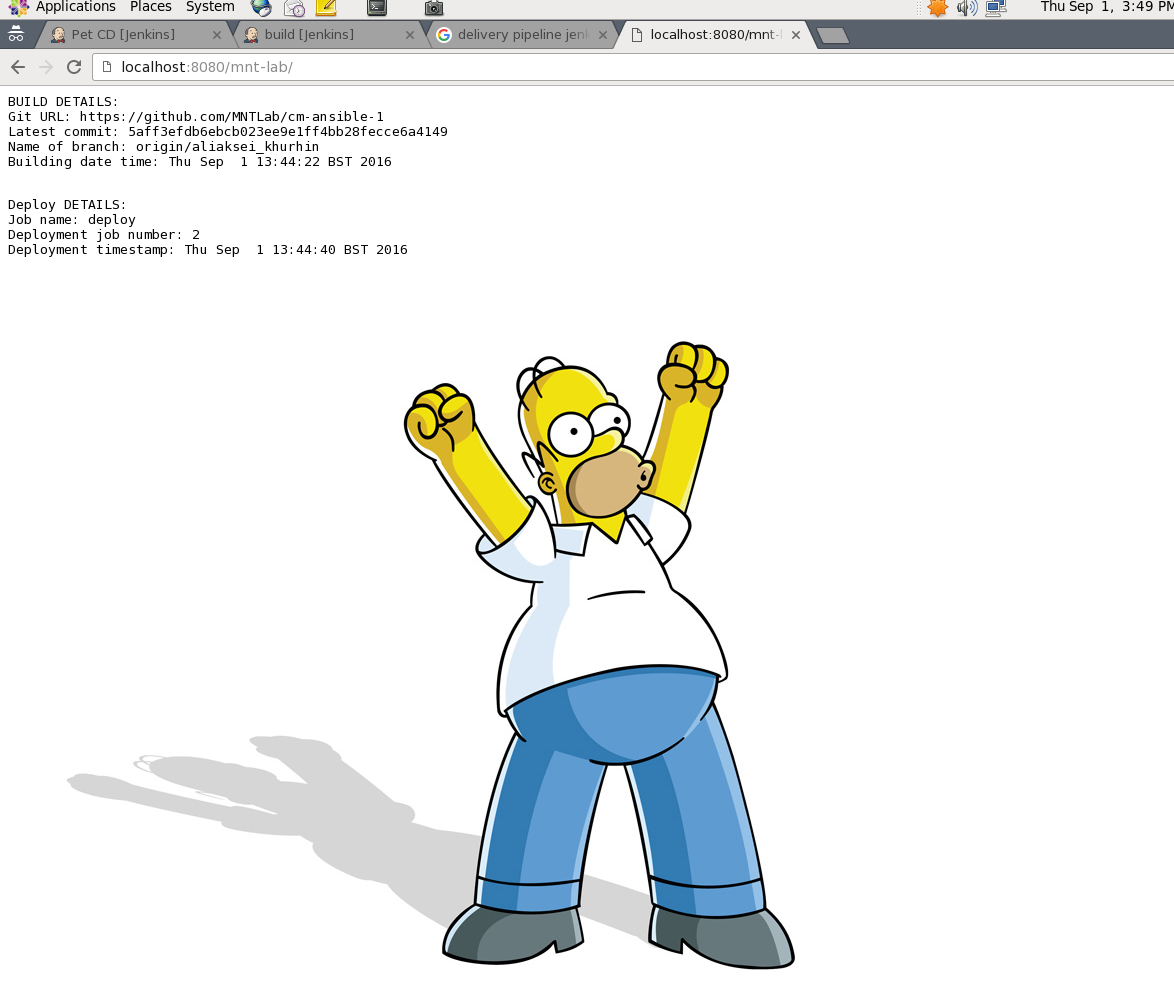 Applications Places System Thu Sep 1, 3:49 PM
Pet CD [Jenkins] build [Jenkins] delivery pipeline jenk localhost:8080/mnt-l
localhost:8080/mnt-lab/
BUILD DETAILS:
Git URL: https://github.com/MNTLab/cm-ansible-1
Latest commit: 5aff3efdb6ebcb023ee9e1ff4bb28fecce6a4149
Name of branch: origin/aliaksei_khurhin
Building date time: Thu Sep  1 13:44:22 BST 2016
Deploy DETAILS:
Job name: deploy
Deployment job number: 2
Deployment timestamp: Thu Sep  1 13:44:40 BST 2016